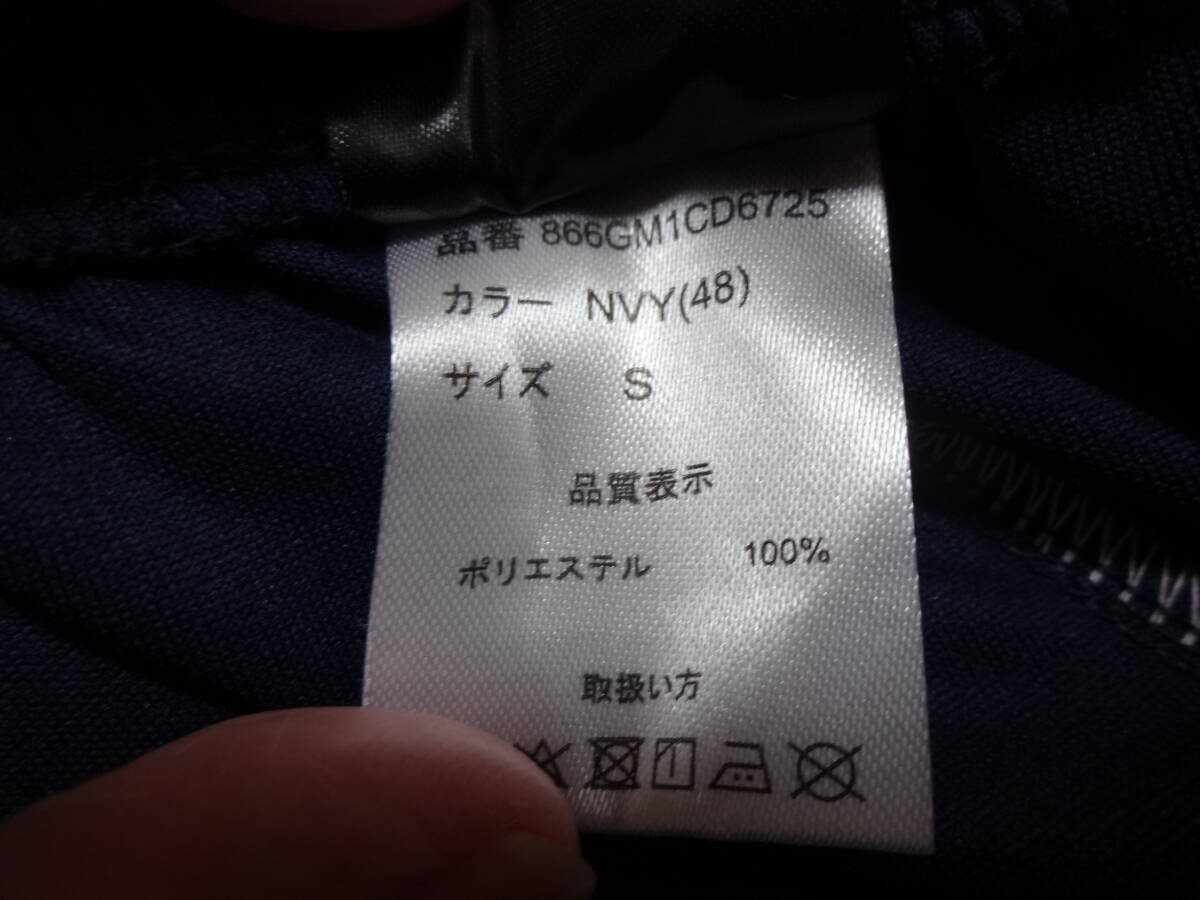 品番 866GM1CD6725
カラー NVY(48)
サイズ S
品質表示
ポリエステル 100%
取扱い方